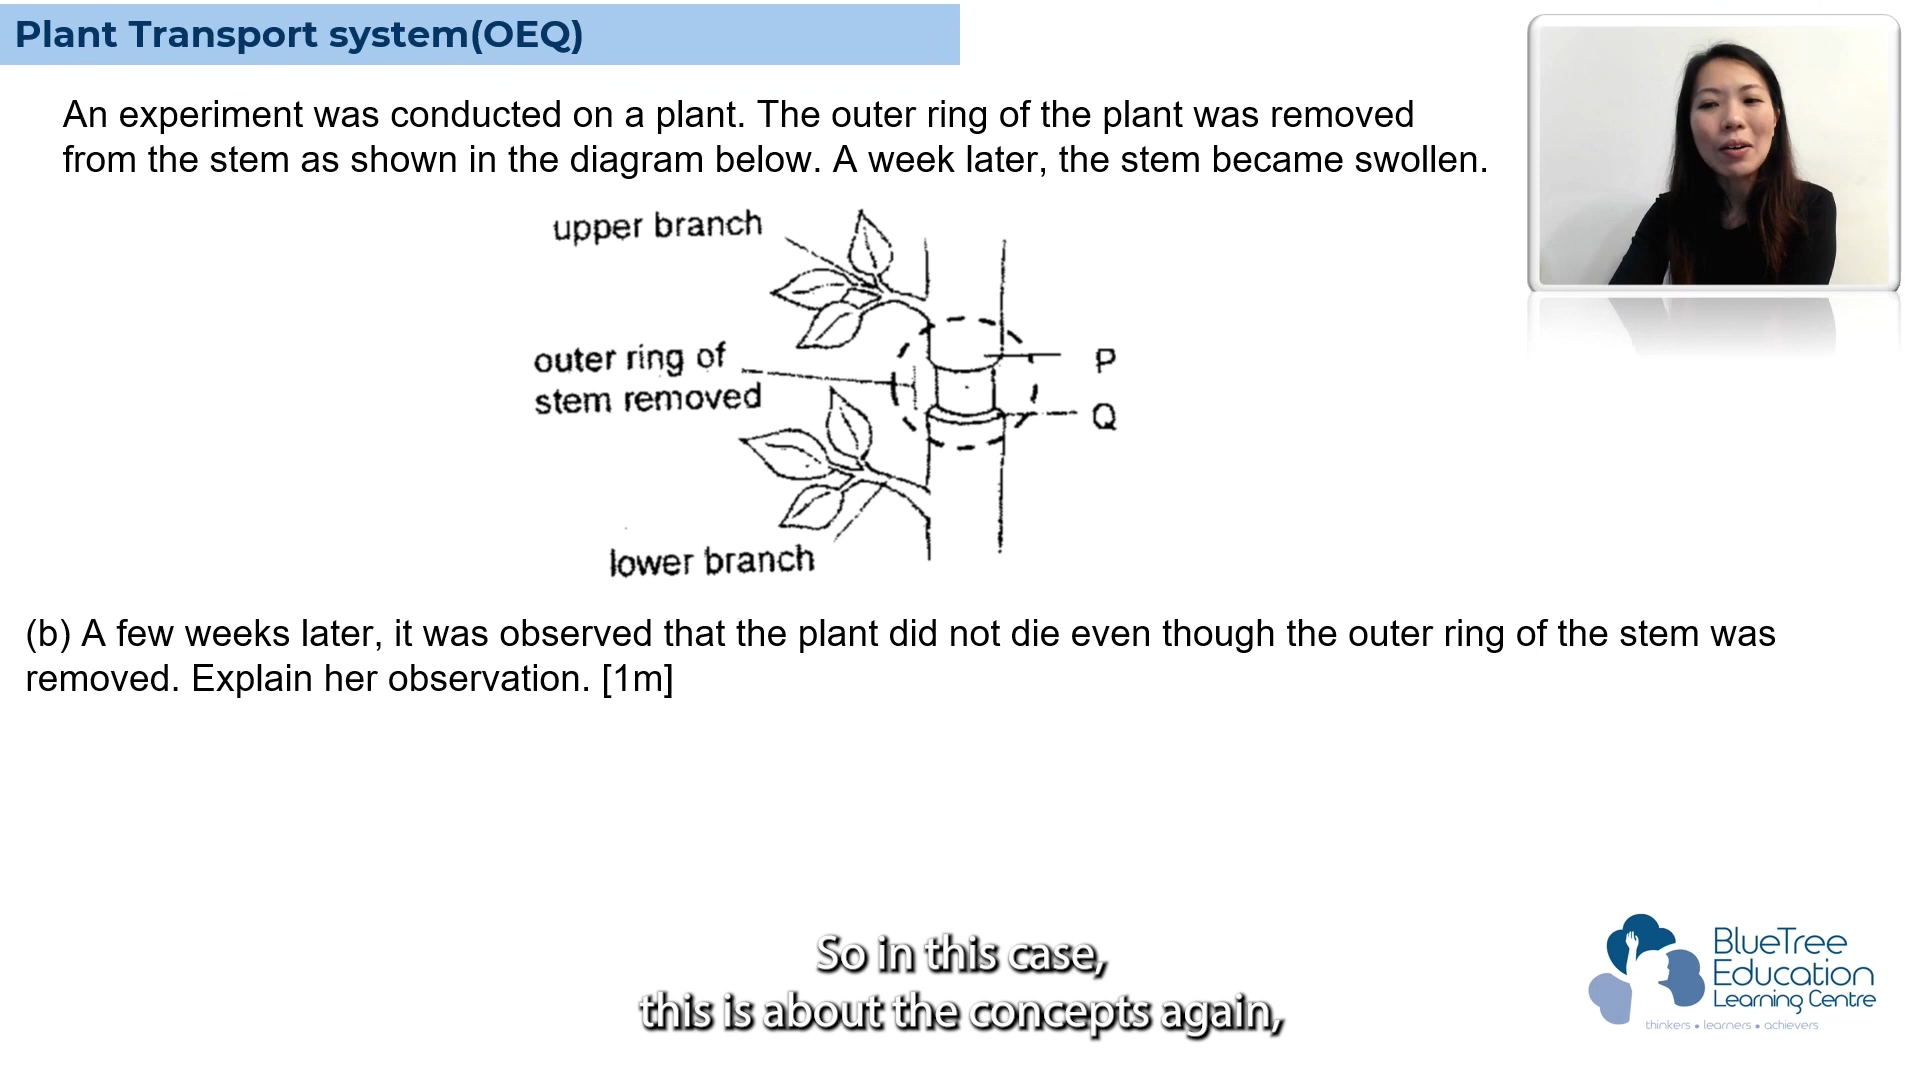 Plant Transport system(OEQ)
An experiment was conducted on a plant. The outer ring of the plant was removed
from the stem as shown in the diagram below. A week later, the stem became swollen.
upper branch
outer ring of
stem removed
P
Q
lower branch
(b) A few weeks later, it was observed that the plant did not die even though the outer ring of the stem was
removed. Explain her observation. [1m]
So in this case,
this is about the concepts again,
BlueTree
Education
Learning Centre
thinkers • learners • achievers